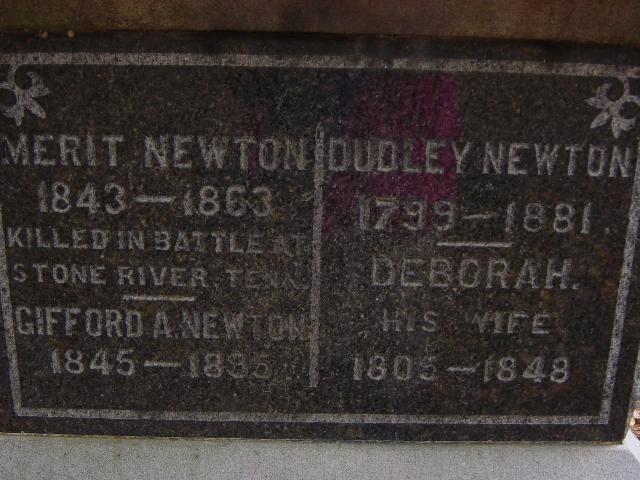 MERIT NEWTON
1843—1863
KILLED IN BATTLE AT
STONE RIVER, TENN.
GIFFORD A. NEWTON
1845—1895
DUDLEY NEWTON
1799—1881.
DEBORAH.
HIS WIFE
1805—1848